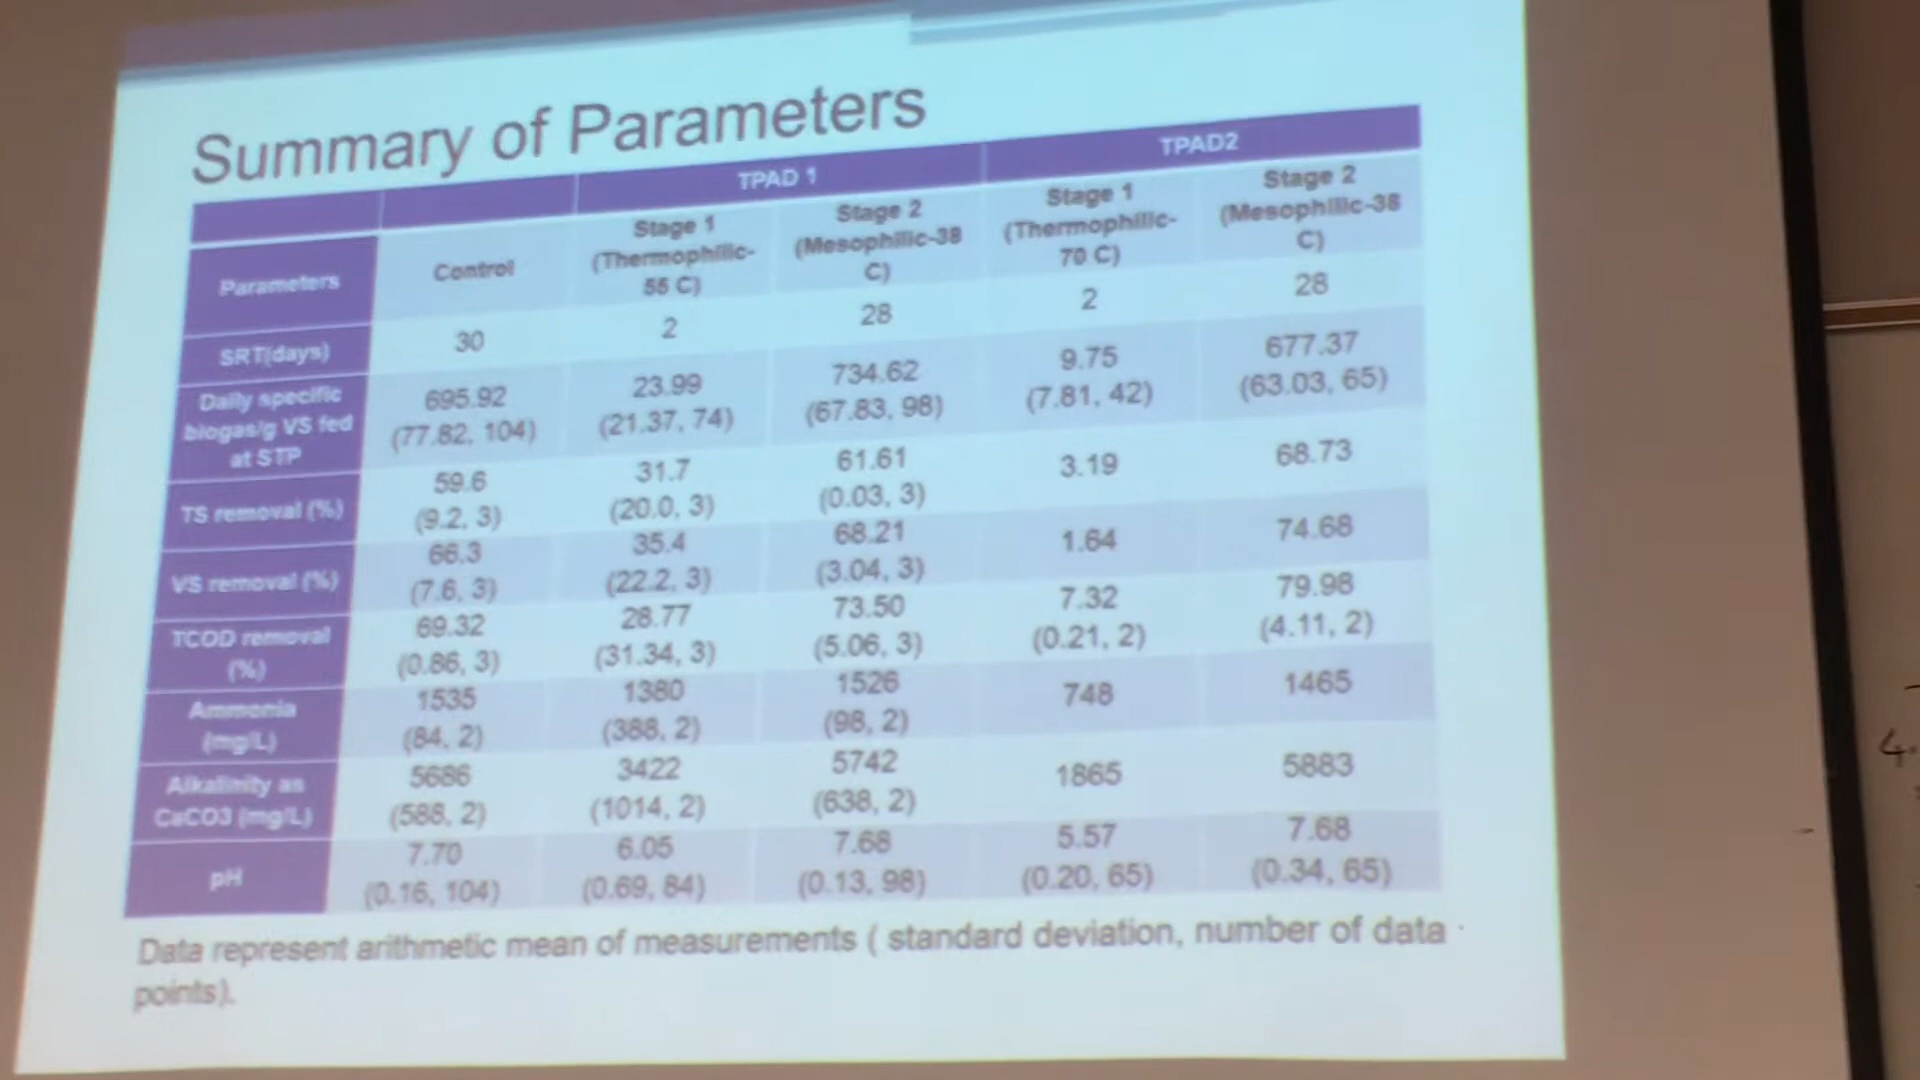 Summary of Parameters
TPAD 1 TPAD2
Parameters Control Stage 1 (Thermophilic-55 C) Stage 2 (Mesophilic-38 C) Stage 1 (Thermophilic-70 C) Stage 2 (Mesophilic-38 C)
SRT(days) 30 2 28 2 28
Daily specific biogas/g VS fed at STP 695.92 (77.82, 104) 23.99 (21.37, 74) 734.62 (67.83, 98) 9.75 (7.81, 42) 677.37 (63.03, 65)
TS removal (%) 59.6 (9.2, 3) 31.7 (20.0, 3) 61.61 (0.03, 3) 3.19 68.73
VS removal (%) 66.3 (7.6, 3) 35.4 (22.2, 3) 68.21 (3.04, 3) 1.64 74.68
TCOD removal (%) 69.32 (0.86, 3) 28.77 (31.34, 3) 73.50 (5.06, 3) 7.32 (0.21, 2) 79.98 (4.11, 2)
Ammonia (mg/L) 1535 (84, 2) 1380 (388, 2) 1526 (98, 2) 748 1465
Alkalinity as CaCO3 (mg/L) 5686 (588, 2) 3422 (1014, 2) 5742 (638, 2) 1865 5883
pH 7.70 (0.16, 104) 6.05 (0.69, 84) 7.68 (0.13, 98) 5.57 (0.20, 65) 7.68 (0.34, 65)
Data represent arithmetic mean of measurements ( standard deviation, number of data
points).
4.